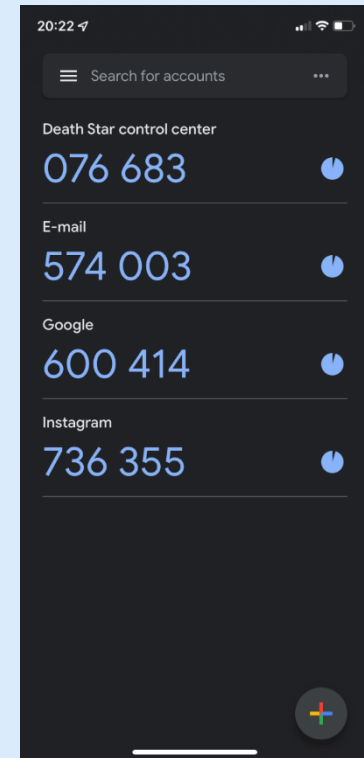 20:22
Search for accounts
Death Star control center
076 683
E-mail
574 003
Google
600 414
Instagram
736 355